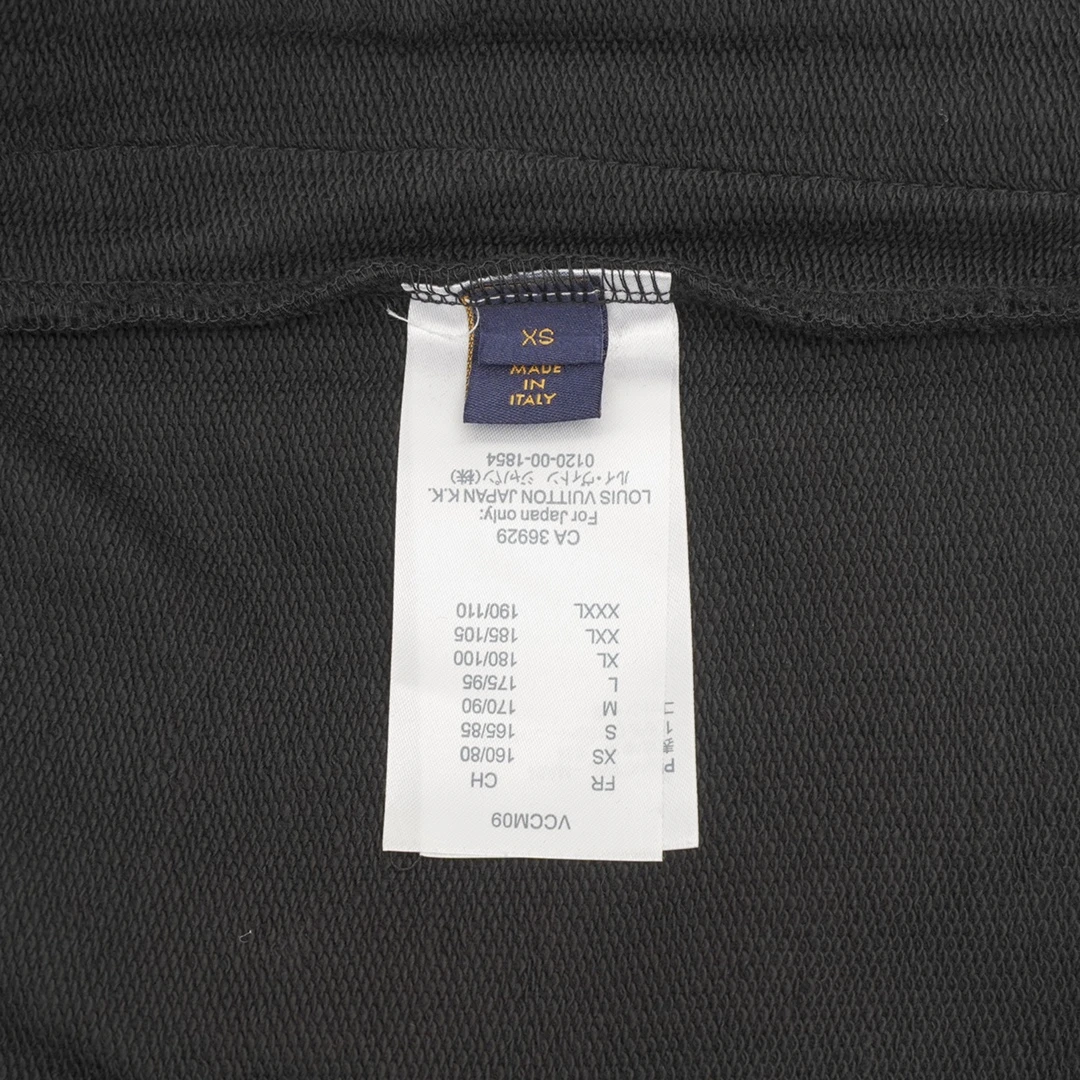 XS
MADE
IN
ITALY
VCCM09
FR CH
XS 160/80
S 165/85
M 170/90
L 175/95
XL 180/100
XXL 185/105
XXXL 190/110
CA 36929
For Japan only:
LOUIS VUITTON JAPAN K.K.
ルイ・ヴィトン ジャパン(株)
0120-00-1854